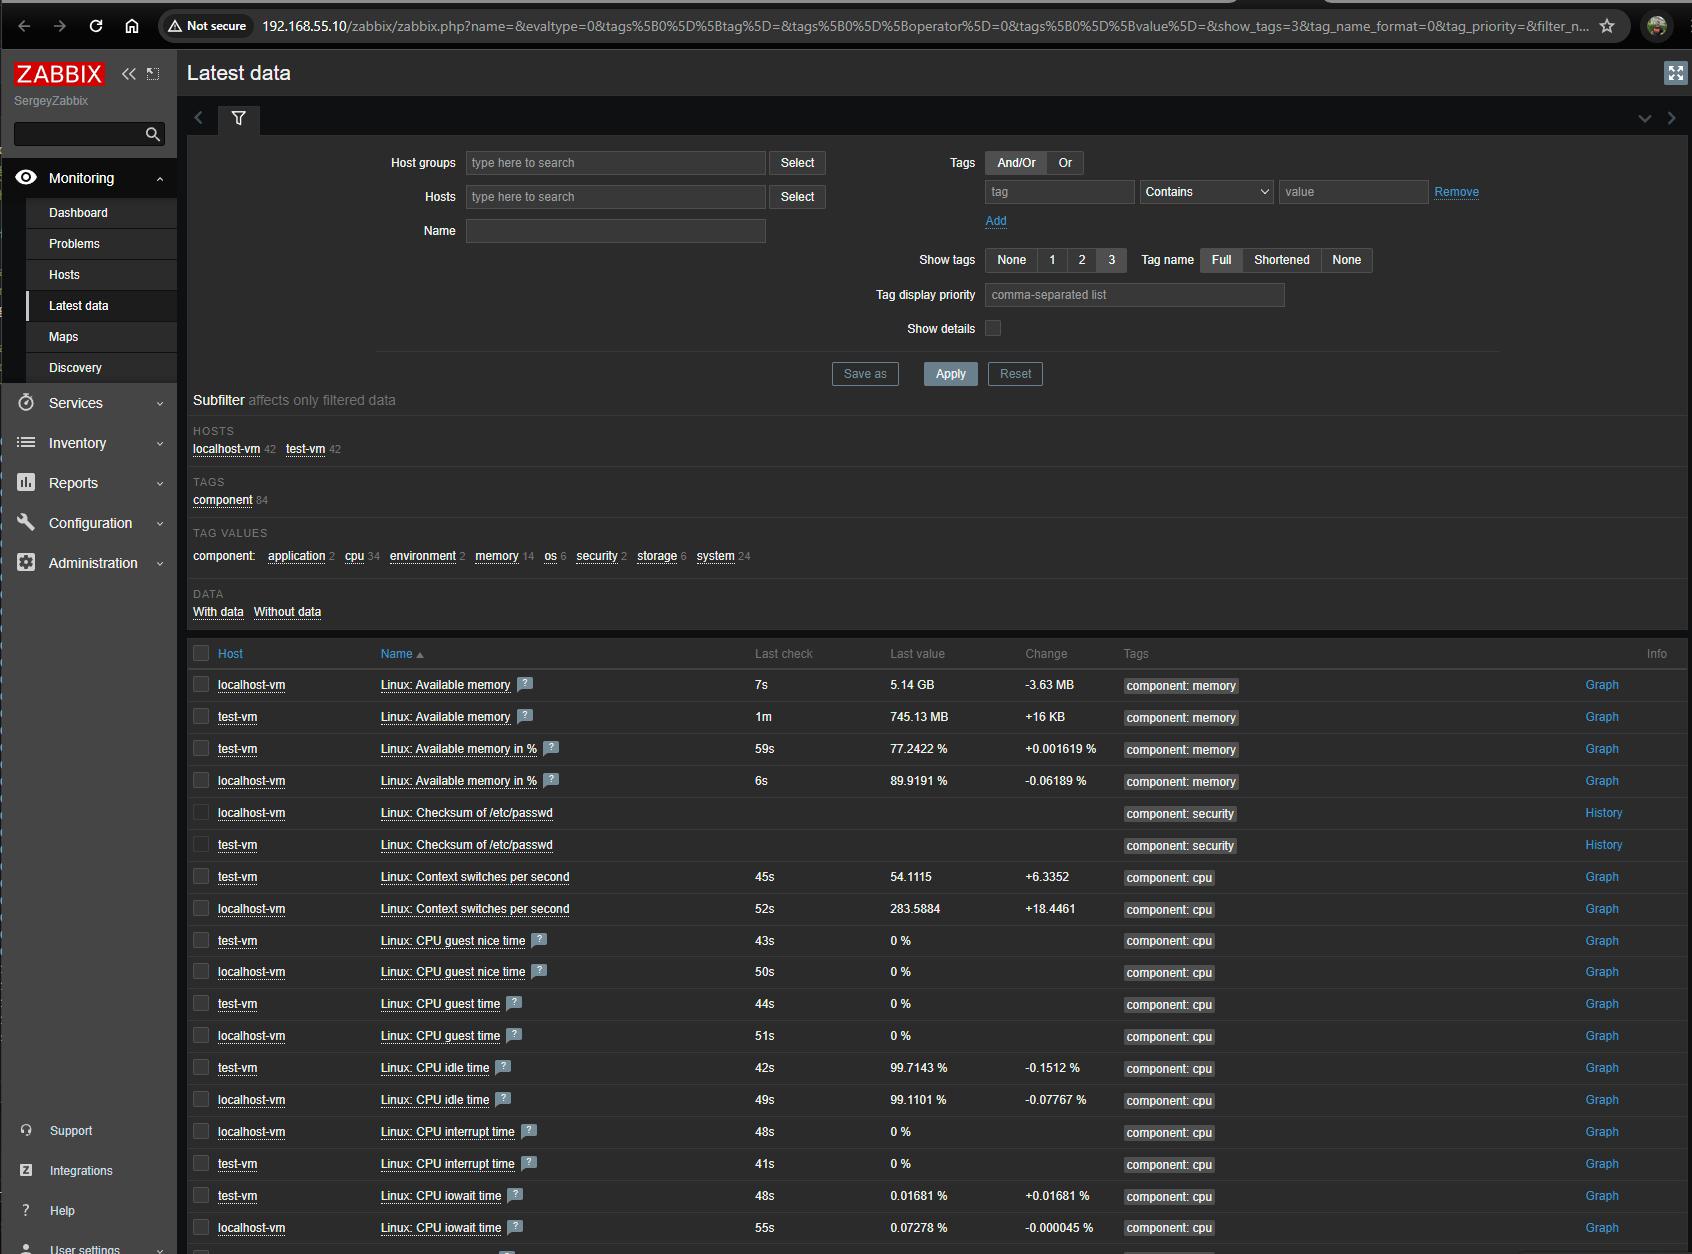 Not secure
192.168.55.10/zabbix/zabbix.php?name=&evaltype=0&tags%5B0%5D%5Btag%5D=&tags%5B0%5D%5Boperator%5D=0&tags%5B0%5D%5Bvalue%5D=&show_tags=3&tag_name_format=0&tag_priority=&filter_n...
ZABBIX
SergeyZabbix
Monitoring
Dashboard
Problems
Hosts
Latest data
Maps
Discovery
Services
Inventory
Reports
Configuration
Administration
Support
Integrations
Help
User settings
Latest data
Host groups type here to search Select
Hosts type here to search Select
Name
Tags And/Or Or
tag Contains value Remove
Add
Show tags None 1 2 3 Tag name Full Shortened None
Tag display priority comma-separated list
Show details
Save as Apply Reset
Subfilter affects only filtered data
HOSTS
localhost-vm 42 test-vm 42
TAGS
component 84
TAG VALUES
component: application 2 cpu 34 environment 2 memory 14 os 6 security 2 storage 6 system 24
DATA
With data Without data
Host Name Last check Last value Change Tags Info
localhost-vm Linux: Available memory ? 7s 5.14 GB -3.63 MB component: memory Graph
test-vm Linux: Available memory ? 1m 745.13 MB +16 KB component: memory Graph
test-vm Linux: Available memory in % ? 59s 77.2422 % +0.001619 % component: memory Graph
localhost-vm Linux: Available memory in % ? 6s 89.9191 % -0.06189 % component: memory Graph
localhost-vm Linux: Checksum of /etc/passwd component: security History
test-vm Linux: Checksum of /etc/passwd component: security History
test-vm Linux: Context switches per second 45s 54.1115 +6.3352 component: cpu Graph
localhost-vm Linux: Context switches per second 52s 283.5884 +18.4461 component: cpu Graph
test-vm Linux: CPU guest nice time ? 43s 0 % component: cpu Graph
localhost-vm Linux: CPU guest nice time ? 50s 0 % component: cpu Graph
test-vm Linux: CPU guest time ? 44s 0 % component: cpu Graph
localhost-vm Linux: CPU guest time ? 51s 0 % component: cpu Graph
test-vm Linux: CPU idle time ? 42s 99.7143 % -0.1512 % component: cpu Graph
localhost-vm Linux: CPU idle time ? 49s 99.1101 % -0.07767 % component: cpu Graph
localhost-vm Linux: CPU interrupt time ? 48s 0 % component: cpu Graph
test-vm Linux: CPU interrupt time ? 41s 0 % component: cpu Graph
test-vm Linux: CPU iowait time ? 48s 0.01681 % +0.01681 % component: cpu Graph
localhost-vm Linux: CPU iowait time ? 55s 0.07278 % -0.000045 % component: cpu Graph